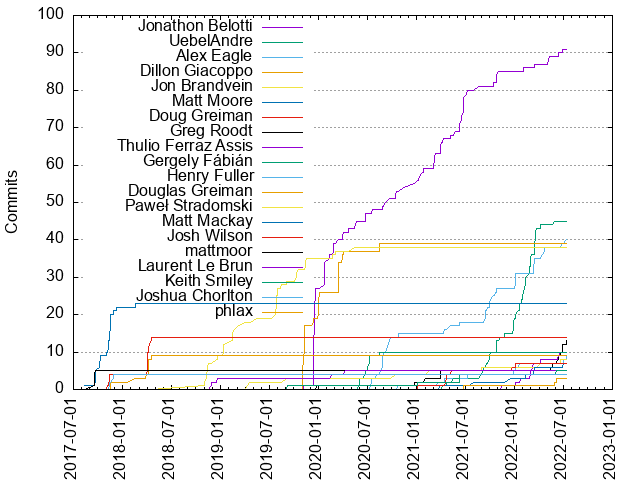 Commits
100
90
80
70
60
50
40
30
20
10
0
Jonathon Belotti
UebelAndre
Alex Eagle
Dillon Giacoppo
Jon Brandvein
Matt Moore
Doug Greiman
Greg Roodt
Thulio Ferraz Assis
Gergely Fábián
Henry Fuller
Douglas Greiman
Paweł Stradomski
Matt Mackay
Josh Wilson
mattmoor
Laurent Le Brun
Keith Smiley
Joshua Chorlton
phlax
2017-07-01
2018-01-01
2018-07-01
2019-01-01
2019-07-01
2020-01-01
2020-07-01
2021-01-01
2021-07-01
2022-01-01
2022-07-01
2023-01-01